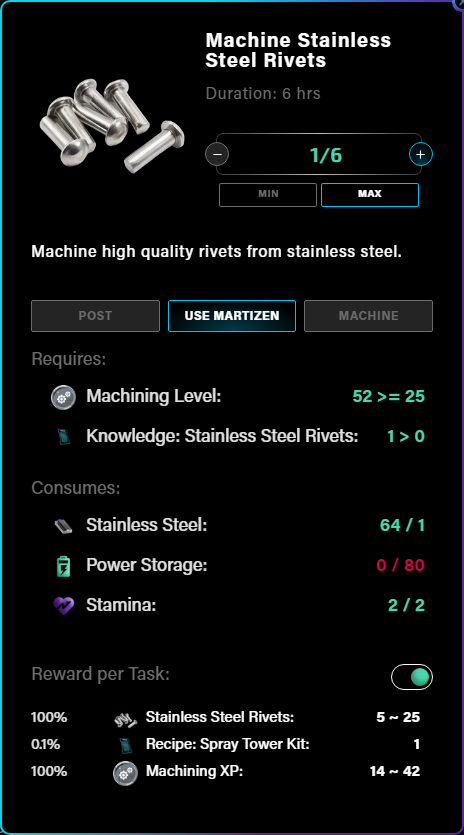 Machine Stainless
Steel Rivets
Duration: 6 hrs
− 1/6 +
MIN MAX
Machine high quality rivets from stainless steel.
POST USE MARTIZEN MACHINE
Requires:
Machining Level: 52 >= 25
Knowledge: Stainless Steel Rivets: 1 > 0
Consumes:
Stainless Steel: 64 / 1
Power Storage: 0 / 80
Stamina: 2 / 2
Reward per Task:
100% Stainless Steel Rivets: 5 ~ 25
0.1% Recipe: Spray Tower Kit: 1
100% Machining XP: 14 ~ 42